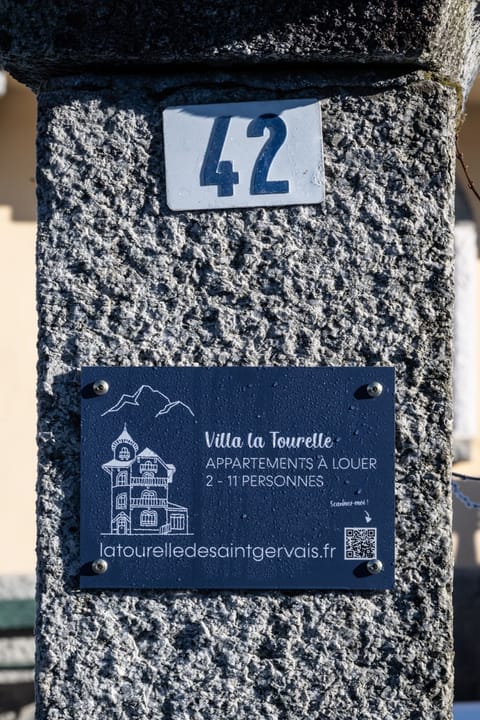 42
Villa la Tourelle
APPARTEMENTS À LOUER
2 - 11 PERSONNES
Scannez-moi !
latourelledesaintgervais.fr